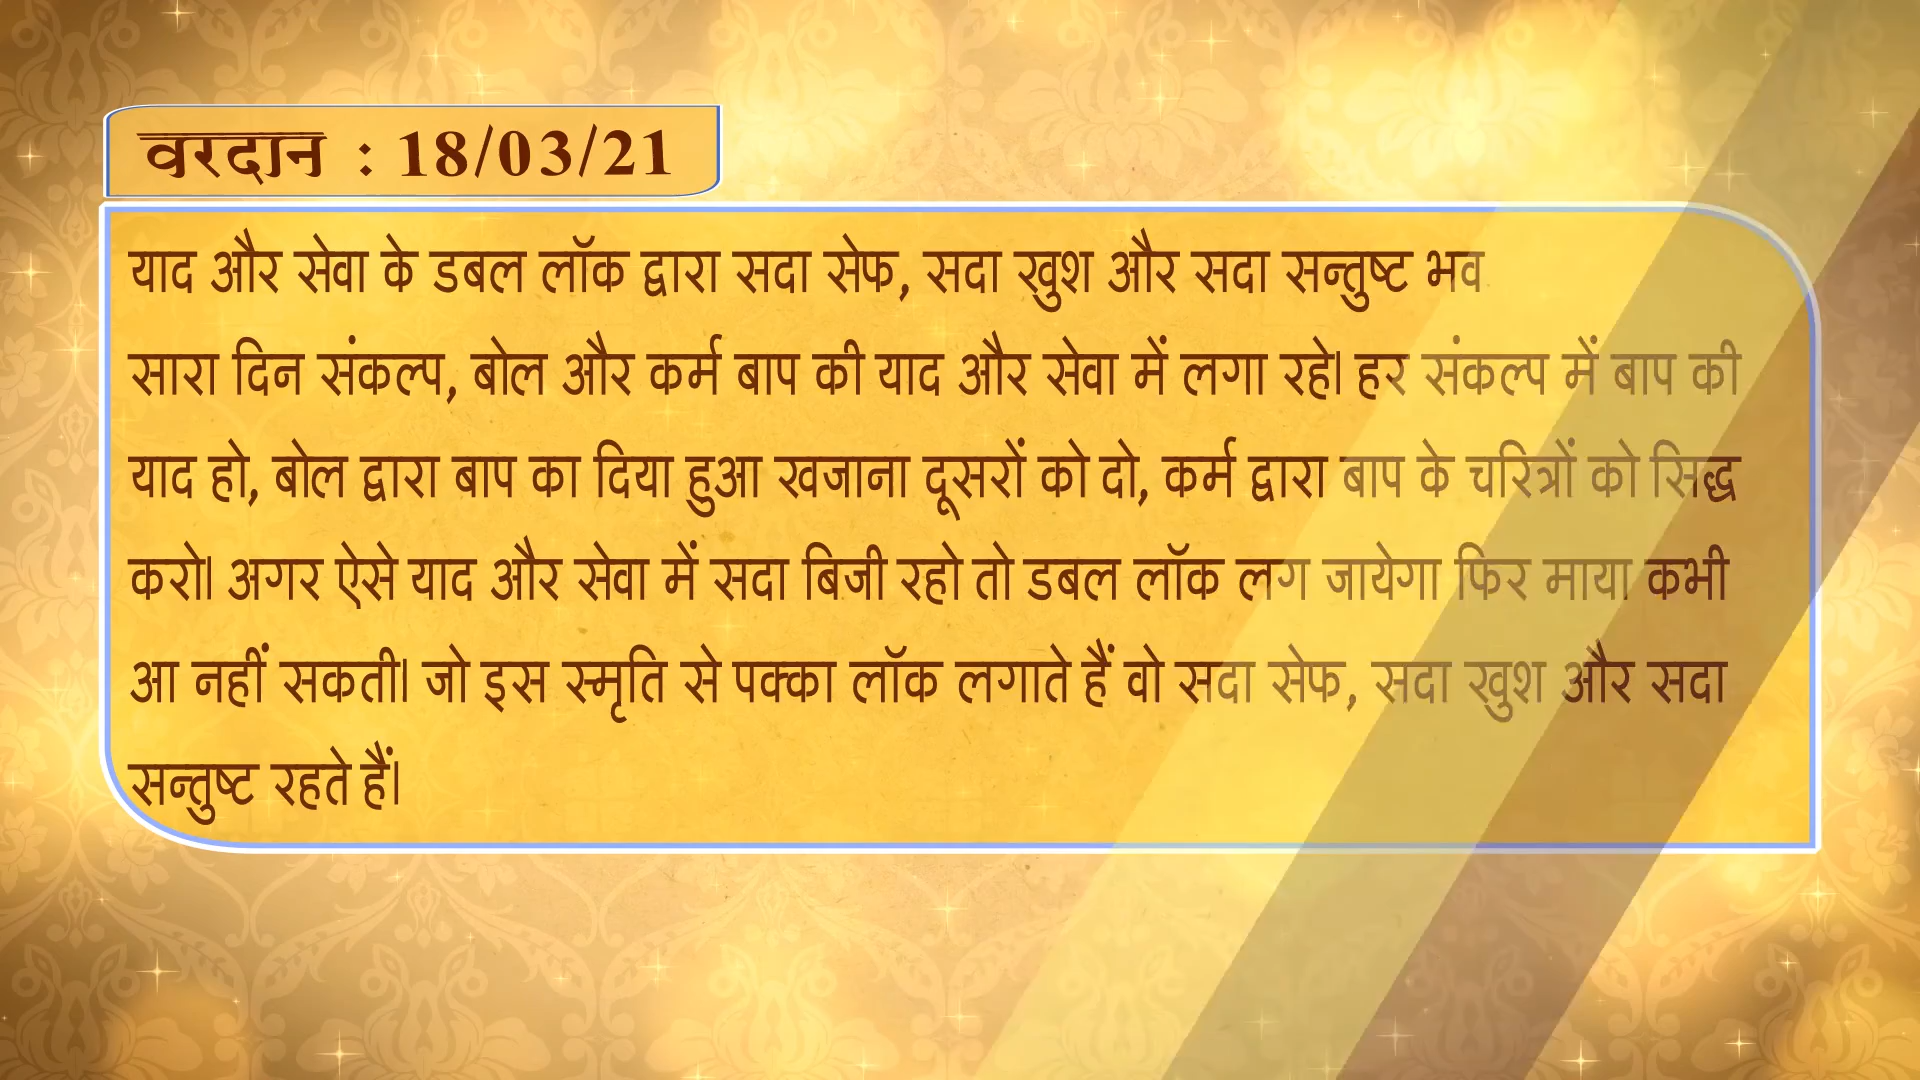 वरदान : 18/03/21
याद और सेवा के डबल लॉक द्वारा सदा सेफ, सदा खुश और सदा सन्तुष्ट भव
सारा दिन संकल्प, बोल और कर्म बाप की याद और सेवा में लगा रहे। हर संकल्प में बाप की
याद हो, बोल द्वारा बाप का दिया हुआ खजाना दूसरों को दो, कर्म द्वारा बाप के चरित्रों को सिद्ध
करो। अगर ऐसे याद और सेवा में सदा बिजी रहो तो डबल लॉक लग जायेगा फिर माया कभी
आ नहीं सकती। जो इस स्मृति से पक्का लॉक लगाते हैं वो सदा सेफ, सदा खुश और सदा
सन्तुष्ट रहते हैं।